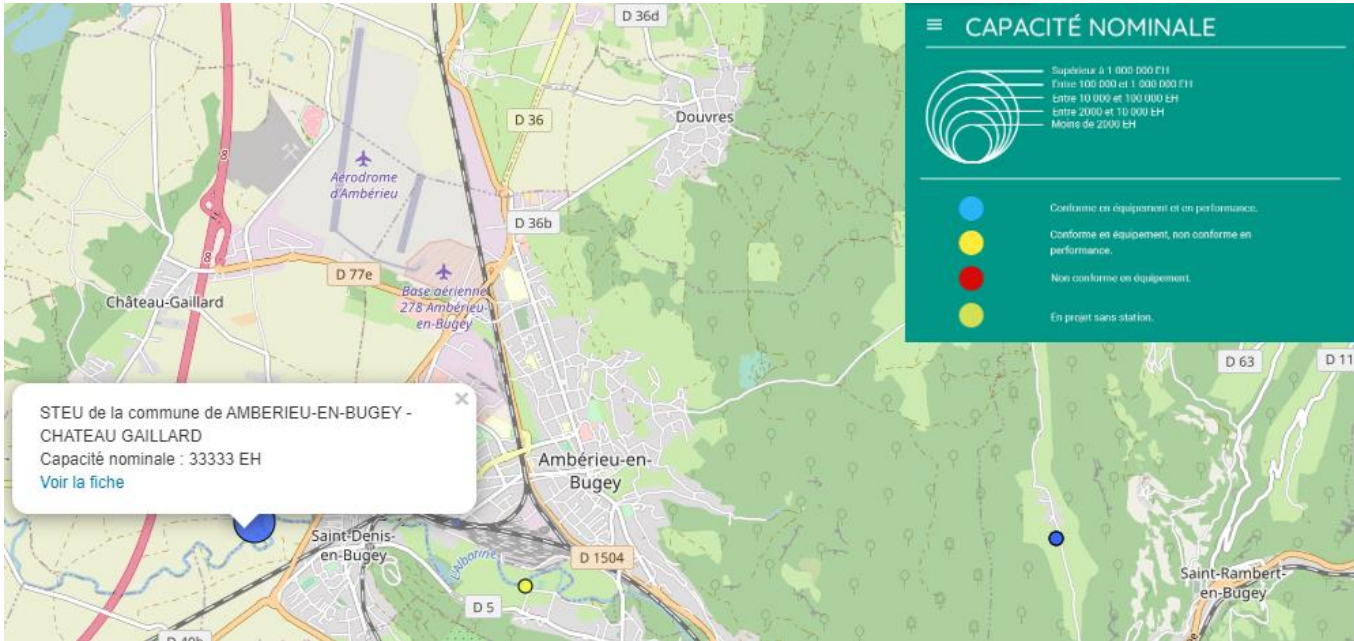 D 36d
CAPACITÉ NOMINALE
Supérieur à 1 000 000 EH
Entre 100 000 et 1 000 000 EH
Entre 10 000 et 100 000 EH
Entre 2000 et 10 000 EH
Moins de 2000 EH
Conforme en équipement et en performance.
Conforme en équipement, non conforme en
performance.
Non conforme en équipement.
En projet sans station.
D 36
Douvres
8
Aérodrome
d'Ambérieu
D 36b
8
D 77e
Base aérienne
278 Ambérieu-
en-Bugey
Château-Gaillard
D 63
D 11
STEU de la commune de AMBERIEU-EN-BUGEY -
CHATEAU GAILLARD
Capacité nominale : 33333 EH
Voir la fiche
Ambérieu-en-
Bugey
Saint-Denis-
en-Bugey
L'Albarine
D 1504
D 5
Saint-Rambert-
en-Bugey
D 40b